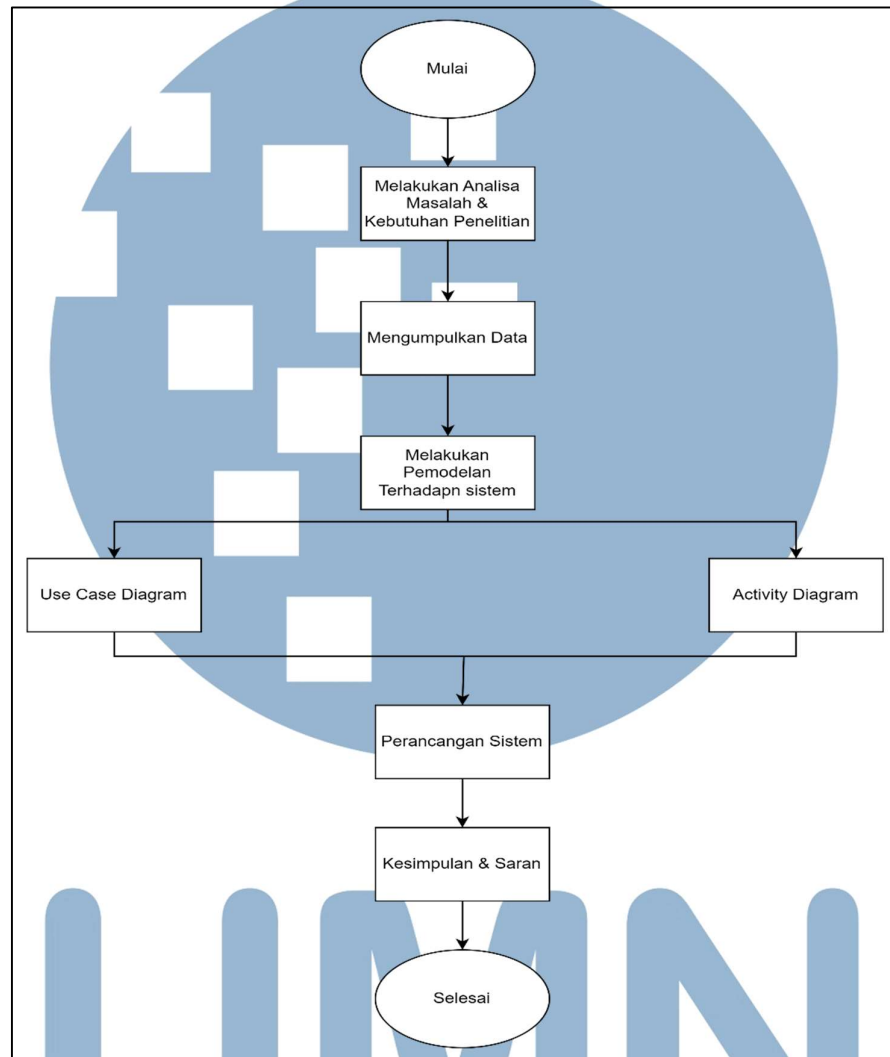 Mulai
Melakukan Analisa
Masalah &
Kebutuhan Penelitian
Mengumpulkan Data
Melakukan
Pemodelan
Terhadapn sistem
Use Case Diagram
Activity Diagram
Perancangan Sistem
Kesimpulan & Saran
Selesai
UMN